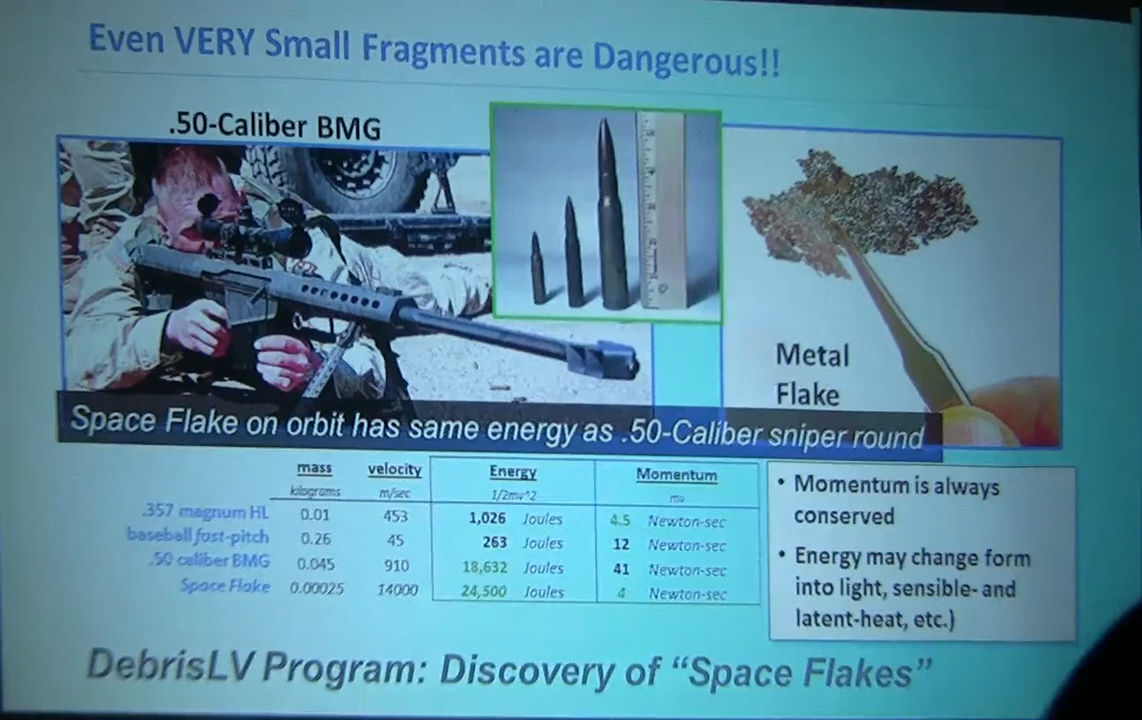 Even VERY Small Fragments are Dangerous!!
.50-Caliber BMG
Metal
Flake
Space Flake on orbit has same energy as .50-Caliber sniper round
mass velocity Energy Momentum
kilograms m/sec 1/2mv^2 mv
.357 magnum HL 0.01 453 1,026 Joules 4.5 Newton-sec
baseball fast-pitch 0.26 45 263 Joules 12 Newton-sec
.50 caliber BMG 0.045 910 18,632 Joules 41 Newton-sec
Space Flake 0.00025 14000 24,500 Joules 4 Newton-sec
• Momentum is always
conserved
• Energy may change form
into light, sensible- and
latent-heat, etc.)
DebrisLV Program: Discovery of “Space Flakes”